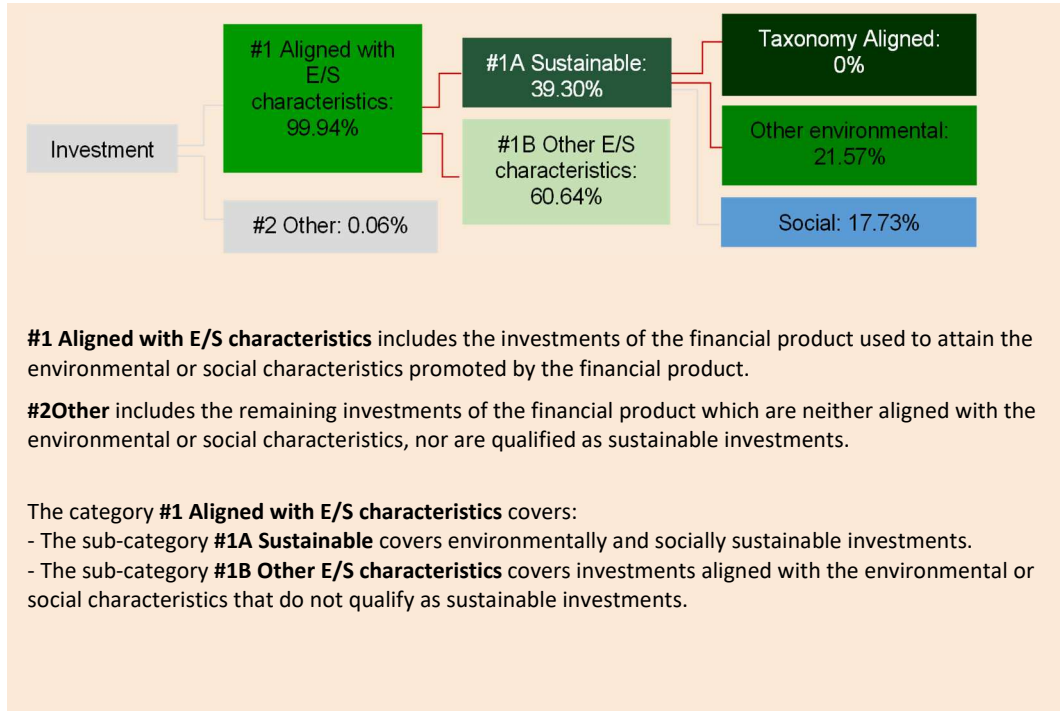 Investment
#1 Aligned with
E/S
characteristics:
99.94%
#2 Other: 0.06%
#1A Sustainable:
39.30%
#1B Other E/S
characteristics:
60.64%
Taxonomy Aligned:
0%
Other environmental:
21.57%
Social: 17.73%
#1 Aligned with E/S characteristics includes the investments of the financial product used to attain the
environmental or social characteristics promoted by the financial product.
#2Other includes the remaining investments of the financial product which are neither aligned with the
environmental or social characteristics, nor are qualified as sustainable investments.
The category #1 Aligned with E/S characteristics covers:
- The sub-category #1A Sustainable covers environmentally and socially sustainable investments.
- The sub-category #1B Other E/S characteristics covers investments aligned with the environmental or
social characteristics that do not qualify as sustainable investments.